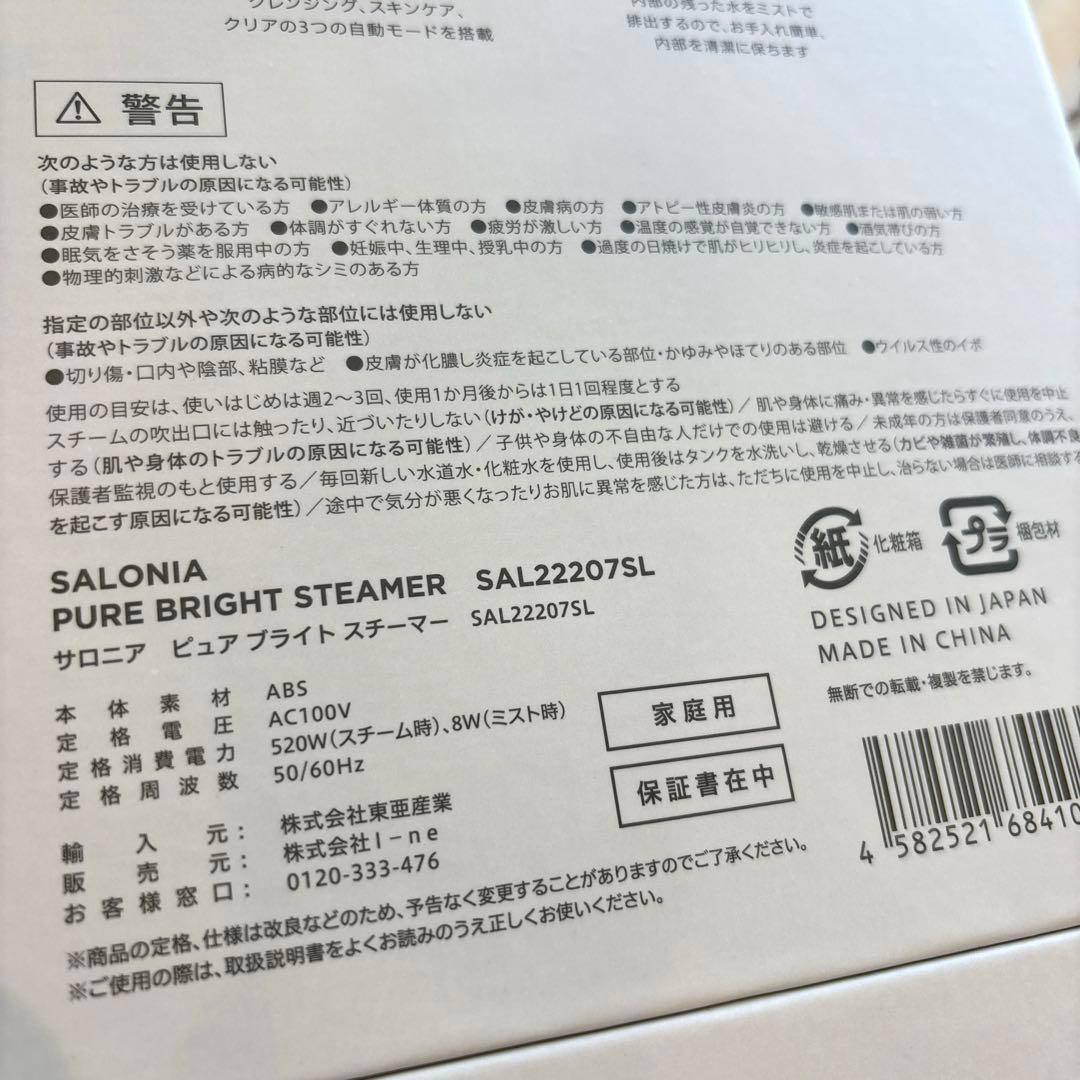 クレンジング、スキンケア、
クリアの3つの自動モードを搭載
内部の残った水をミストで
排出するので、お手入れ簡単、
内部を清潔に保ちます
警告
次のような方は使用しない
(事故やトラブルの原因になる可能性)
●医師の治療を受けている方 ●アレルギー体質の方 ●皮膚病の方 ●アトピー性皮膚炎の方 ●敏感肌または肌の弱い方
●皮膚トラブルがある方 ●体調がすぐれない方 ●疲労が激しい方 ●温度の感覚が自覚できない方 ●酒気帯びの方
●眠気をさそう薬を服用中の方 ●妊娠中、生理中、授乳中の方 ●過度の日焼けで肌がヒリヒリし、炎症を起こしている方
●物理的刺激などによる病的なシミのある方
指定の部位以外や次のような部位には使用しない
(事故やトラブルの原因になる可能性)
●切り傷・口内や陰部、粘膜など ●皮膚が化膿し炎症を起こしている部位・かゆみやほてりのある部位 ●ウイルス性のイボ
使用の目安は、使いはじめは週2〜3回、使用1か月後からは1日1回程度とする
スチームの吹出口には触ったり、近づいたりしない(けが・やけどの原因になる可能性)/肌や身体に痛み・異常を感じたらすぐに使用を中止
する(肌や身体のトラブルの原因になる可能性)/子供や身体の不自由な人だけでの使用は避ける/未成年の方は保護者同意のうえ、
保護者監視のもと使用する/毎回新しい水道水・化粧水を使用し、使用後はタンクを水洗いし、乾燥させる(カビや雑菌が繁殖し、体調不良
を起こす原因になる可能性)/途中で気分が悪くなったりお肌に異常を感じた方は、ただちに使用を中止し、治らない場合は医師に相談する
紙 化粧箱 プラ 梱包材
SALONIA
PURE BRIGHT STEAMER SAL22207SL
サロニア ピュア ブライト スチーマー SAL22207SL
DESIGNED IN JAPAN
MADE IN CHINA
無断での転載・複製を禁じます。
本体素材 ABS
定格電圧 AC100V
定格消費電力 520W(スチーム時)、8W(ミスト時)
定格周波数 50/60Hz
家庭用
保証書在中
輸入元: 株式会社東亜産業
販売元: 株式会社I-ne
お客様窓口: 0120-333-476
4 582521 68410
※商品の定格、仕様は改良などのため、予告なく変更することがありますのでご了承ください。
※ご使用の際は、取扱説明書をよくお読みのうえ正しくお使いください。